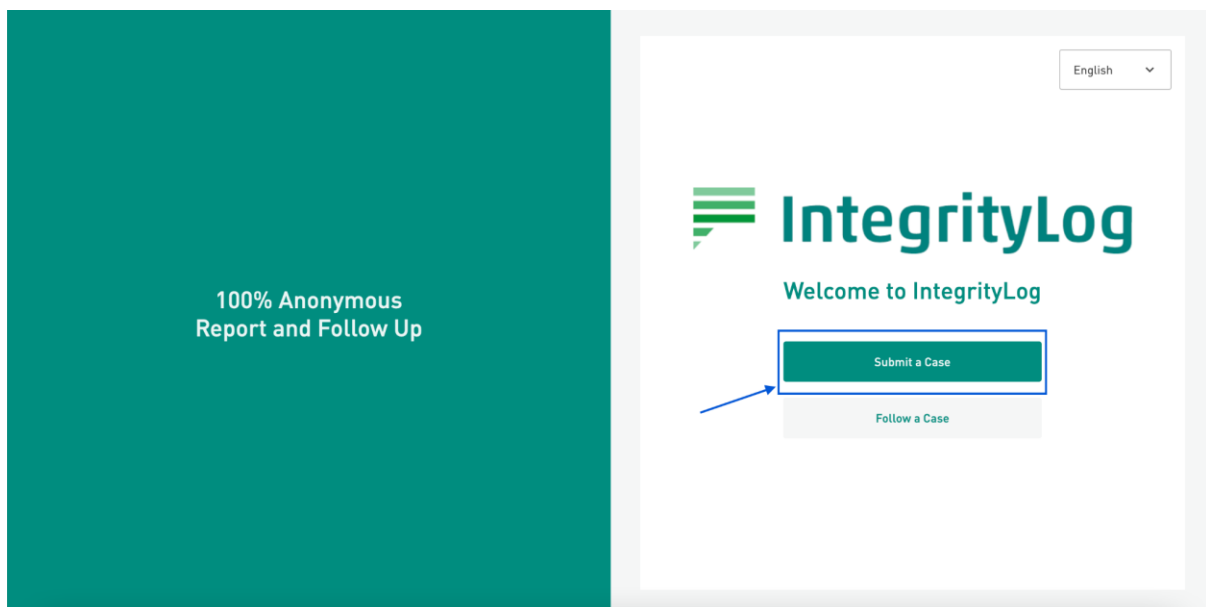 100% Anonymous
Report and Follow Up
English
IntegrityLog
Welcome to IntegrityLog
Submit a Case
Follow a Case